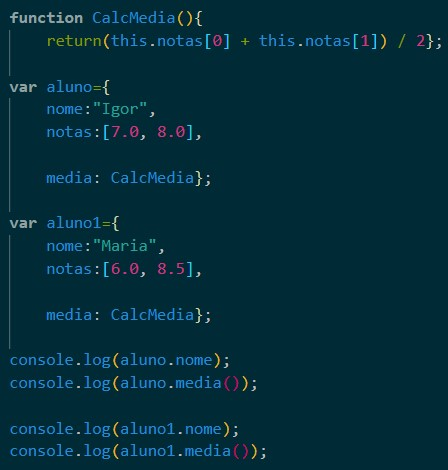 function CalcMedia(){
    return(this.notas[0] + this.notas[1]) / 2};
var aluno={
    nome:"Igor",
    notas:[7.0, 8.0],
    media: CalcMedia};
var aluno1={
    nome:"Maria",
    notas:[6.0, 8.5],
    media: CalcMedia};
console.log(aluno.nome);
console.log(aluno.media());
console.log(aluno1.nome);
console.log(aluno1.media());